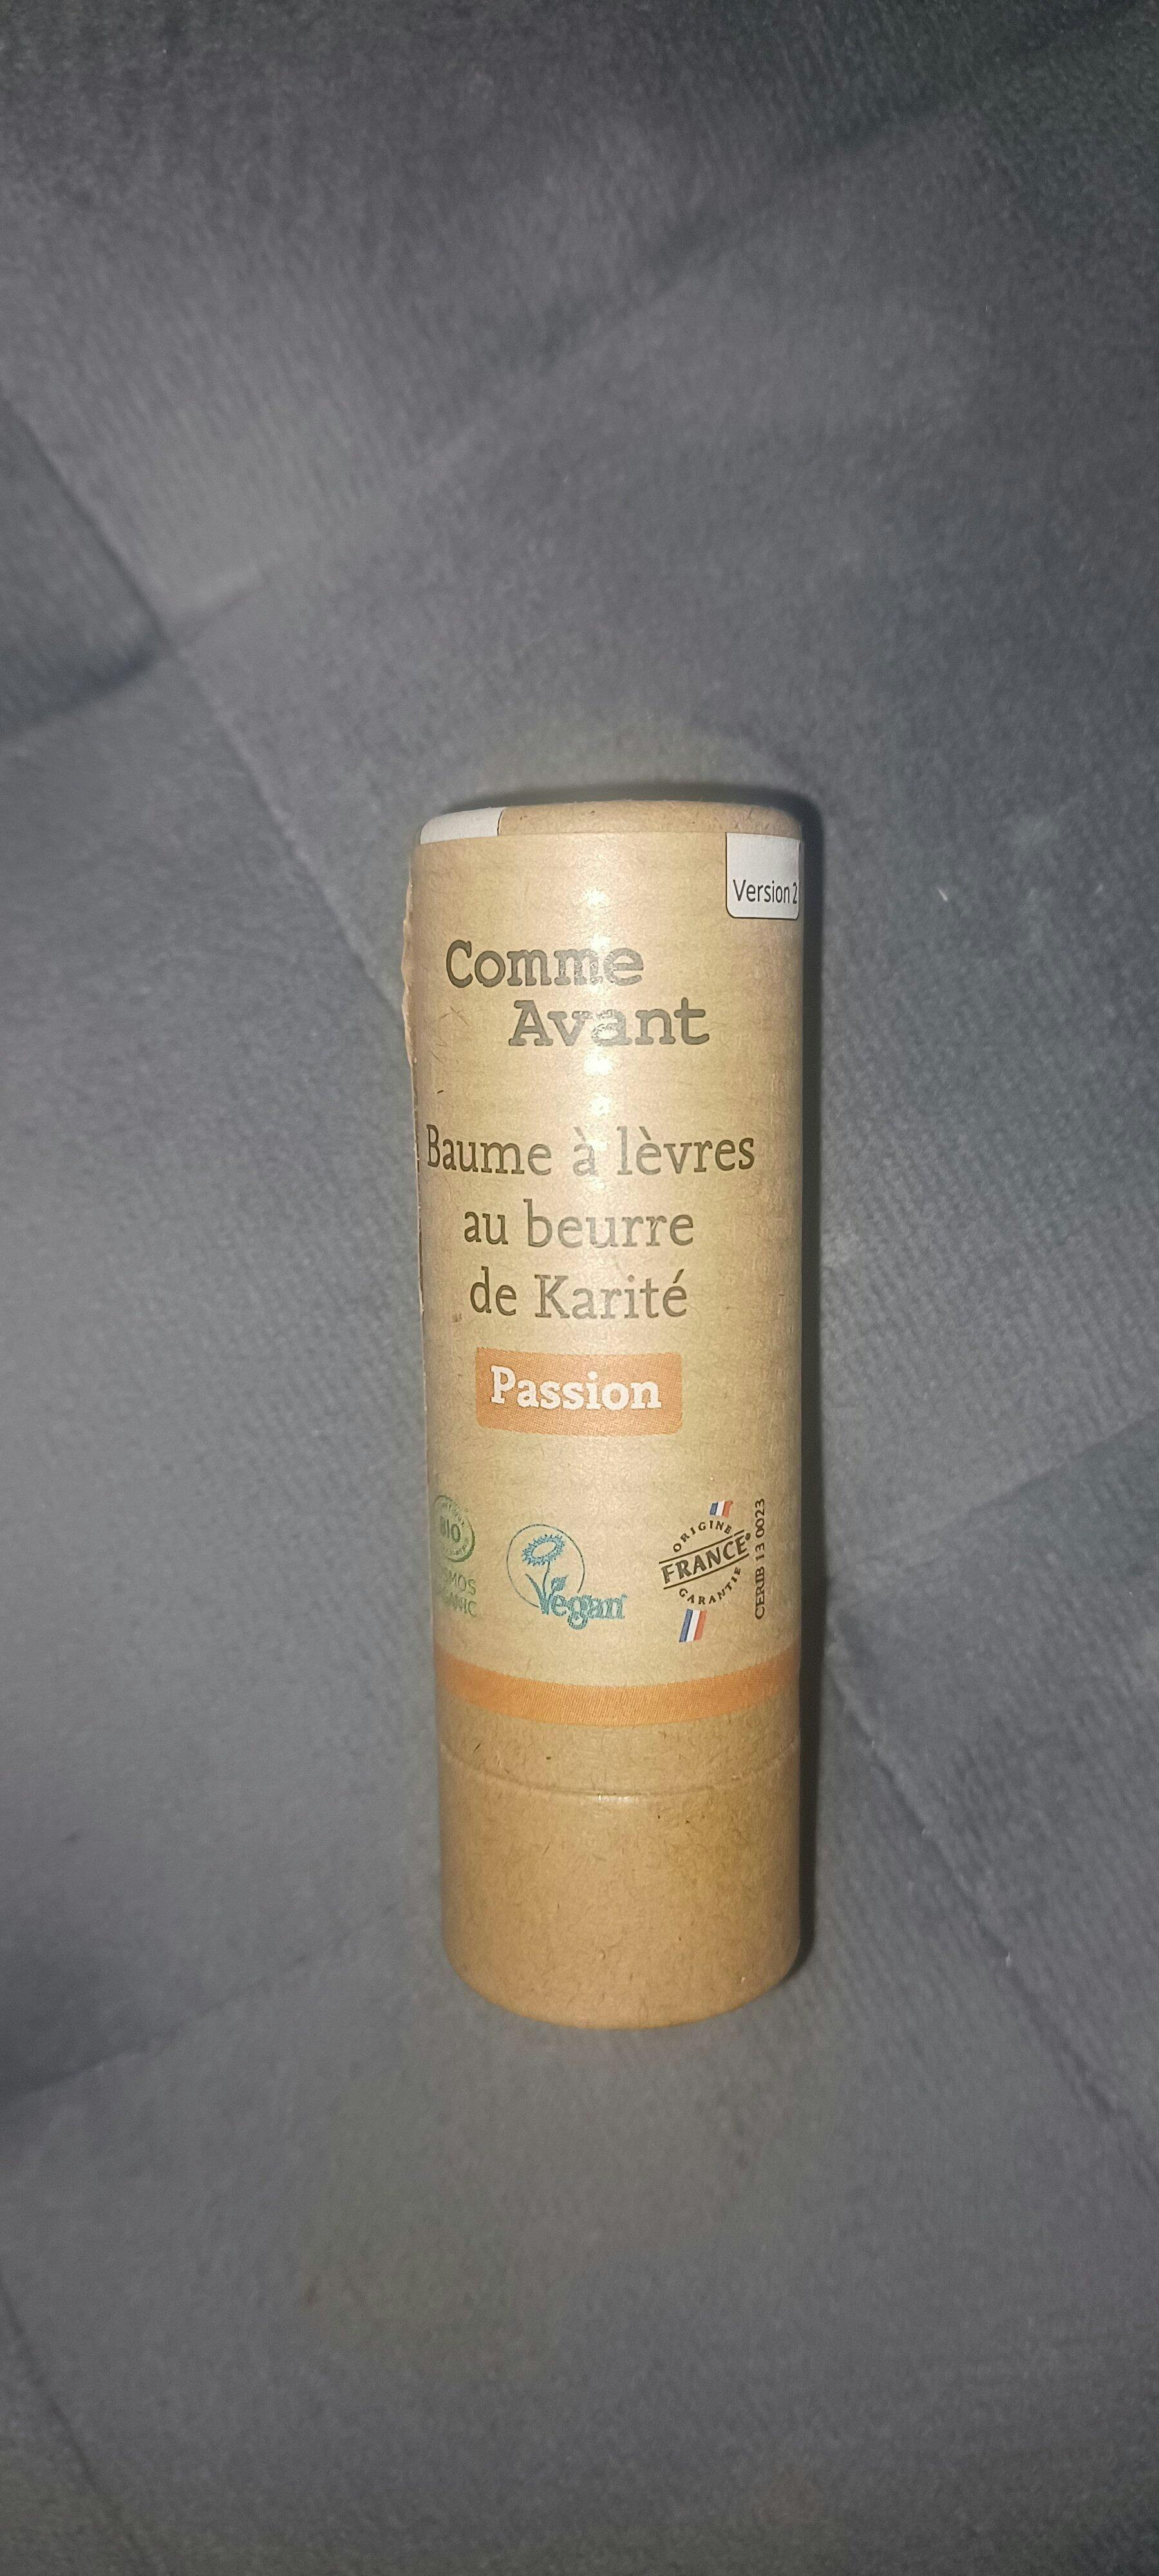 Version 2
Comme
Avant
Baume à lèvres
au beurre
de Karité
Passion
BIO
Vegan
ORIGINE
FRANCE®
GARANTIE
CERIB 13 0023